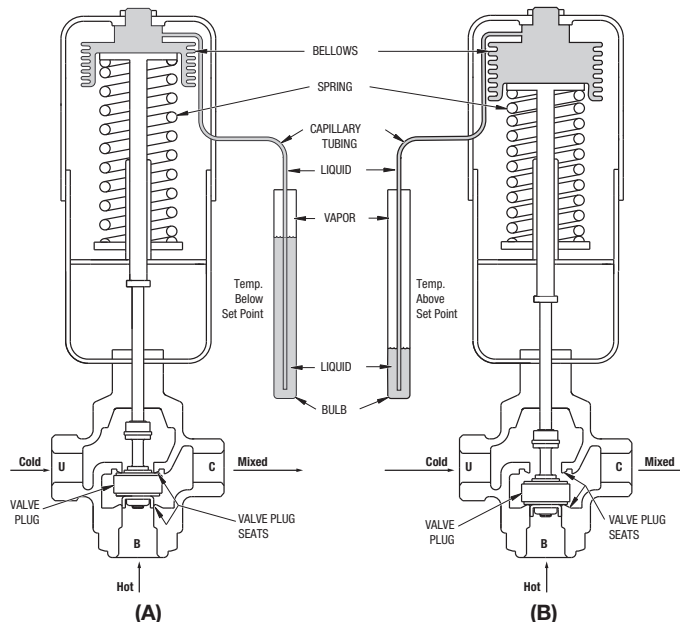 BELLOWS
SPRING
CAPILLARY
TUBING
LIQUID
VAPOR
Temp.
Below
Set Point
Temp.
Above
Set Point
LIQUID
BULB
Cold
U
C
Mixed
VALVE
PLUG
VALVE PLUG
SEATS
B
Hot
(A)
Cold
U
C
Mixed
VALVE
PLUG
VALVE PLUG
SEATS
B
Hot
(B)